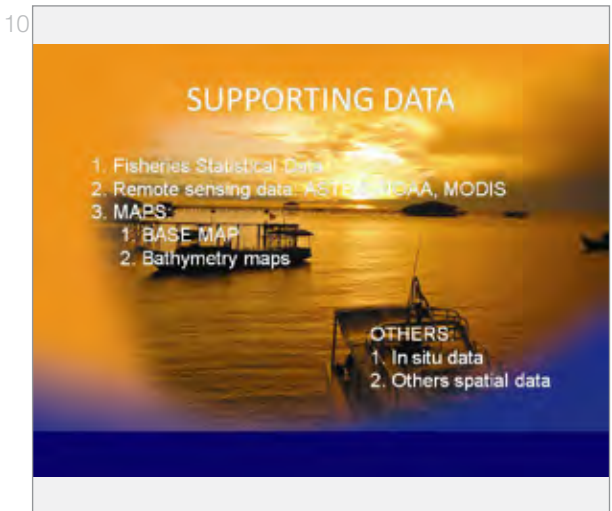 10
SUPPORTING DATA
1. Fisheries Statistical Data
2. Remote sensing data: ASTER, NOAA, MODIS
3. MAPS:
1. BASE MAP
2. Bathymetry maps
OTHERS:
1. In situ data
2. Others spatial data